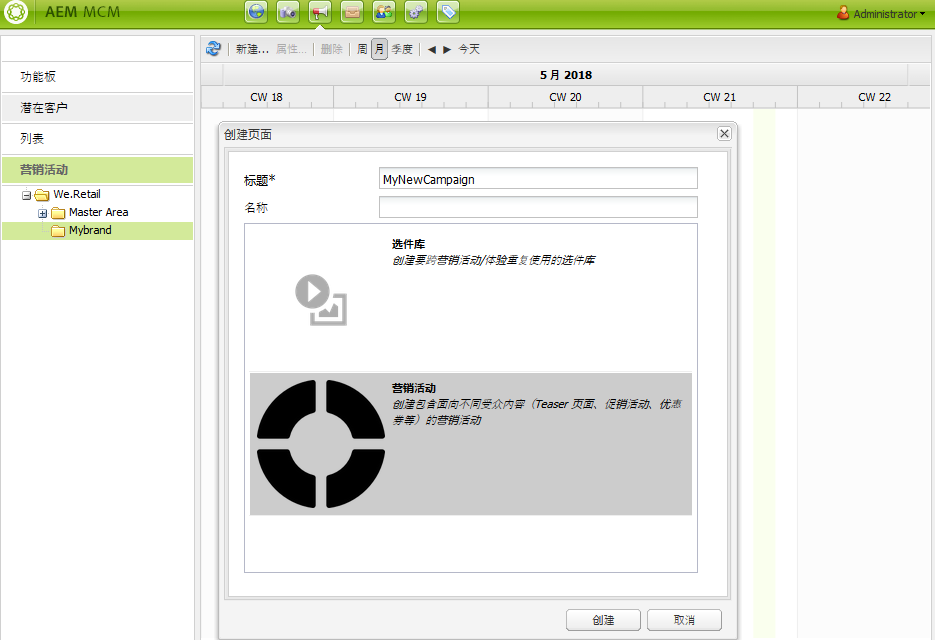 AEM MCM
Administrator
新建... 属性... 删除 周 月 季度 今天
5 月 2018
CW 18 CW 19 CW 20 CW 21 CW 22
功能板
潜在客户
列表
营销活动
We.Retail
Master Area
Mybrand
创建页面
标题* MyNewCampaign
名称
选件库
创建要跨营销活动/体验重复使用的选件库
营销活动
创建包含面向不同受众内容（Teaser 页面、促销活动、优惠
券等）的营销活动
创建 取消